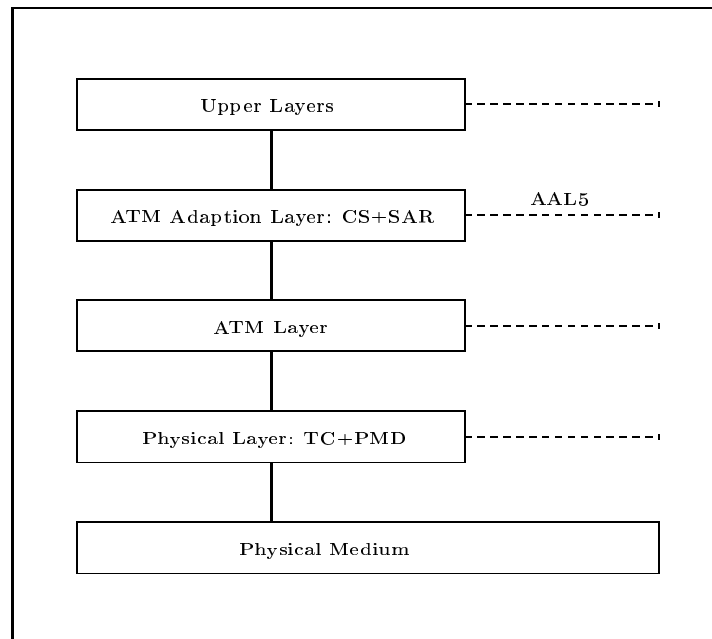 Upper Layers
AAL5
ATM Adaption Layer: CS+SAR
ATM Layer
Physical Layer: TC+PMD
Physical Medium